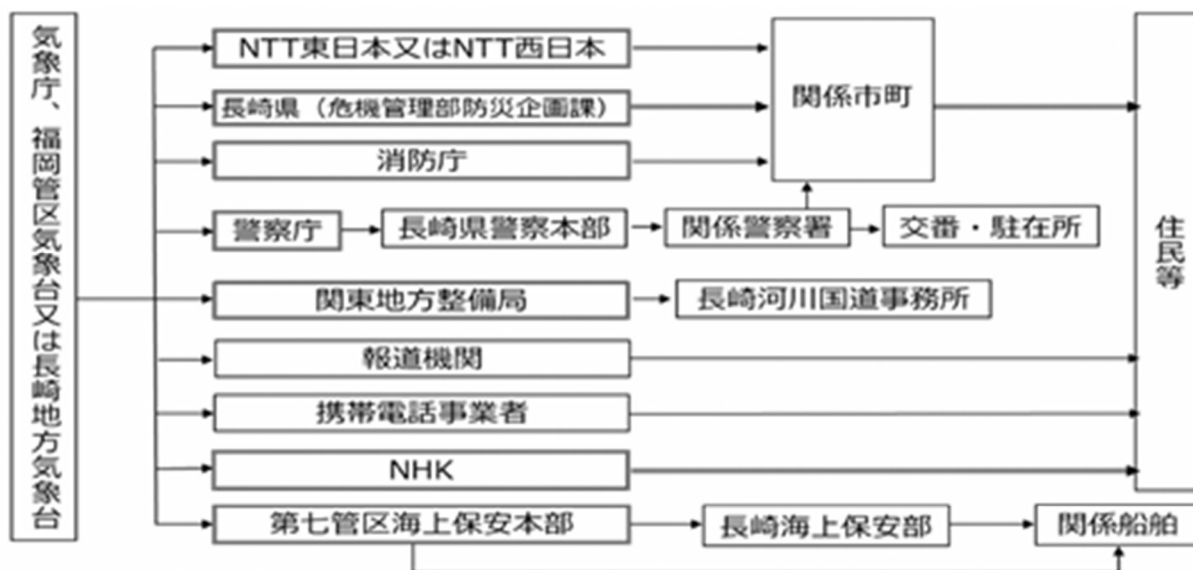 気象庁、福岡管区気象台又は長崎地方気象台
NTT東日本又はNTT西日本
長崎県（危機管理部防災企画課）
消防庁
関係市町
警察庁
長崎県警察本部
関係警察署
交番・駐在所
関東地方整備局
長崎河川国道事務所
報道機関
携帯電話事業者
NHK
住民等
第七管区海上保安本部
長崎海上保安部
関係船舶